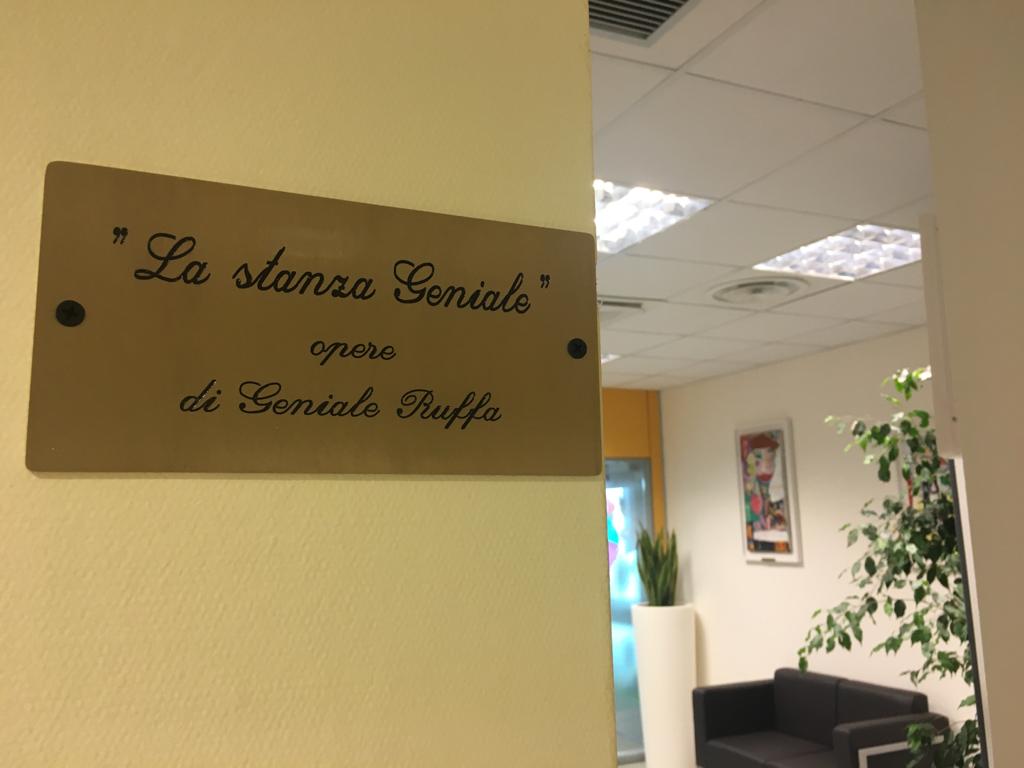 "La stanza Geniale"
opere
di Geniale Ruffa